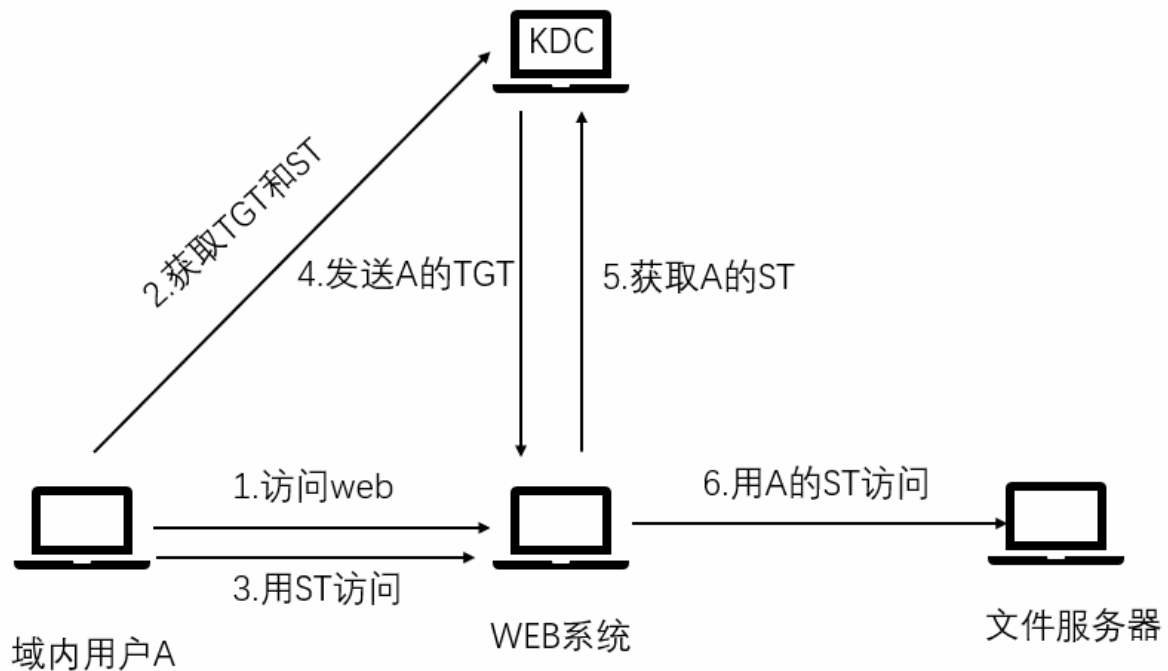 KDC
2.获取TGT和ST
4.发送A的TGT
5.获取A的ST
1.访问web
6.用A的ST访问
3.用ST访问
域内用户A
WEB系统
文件服务器